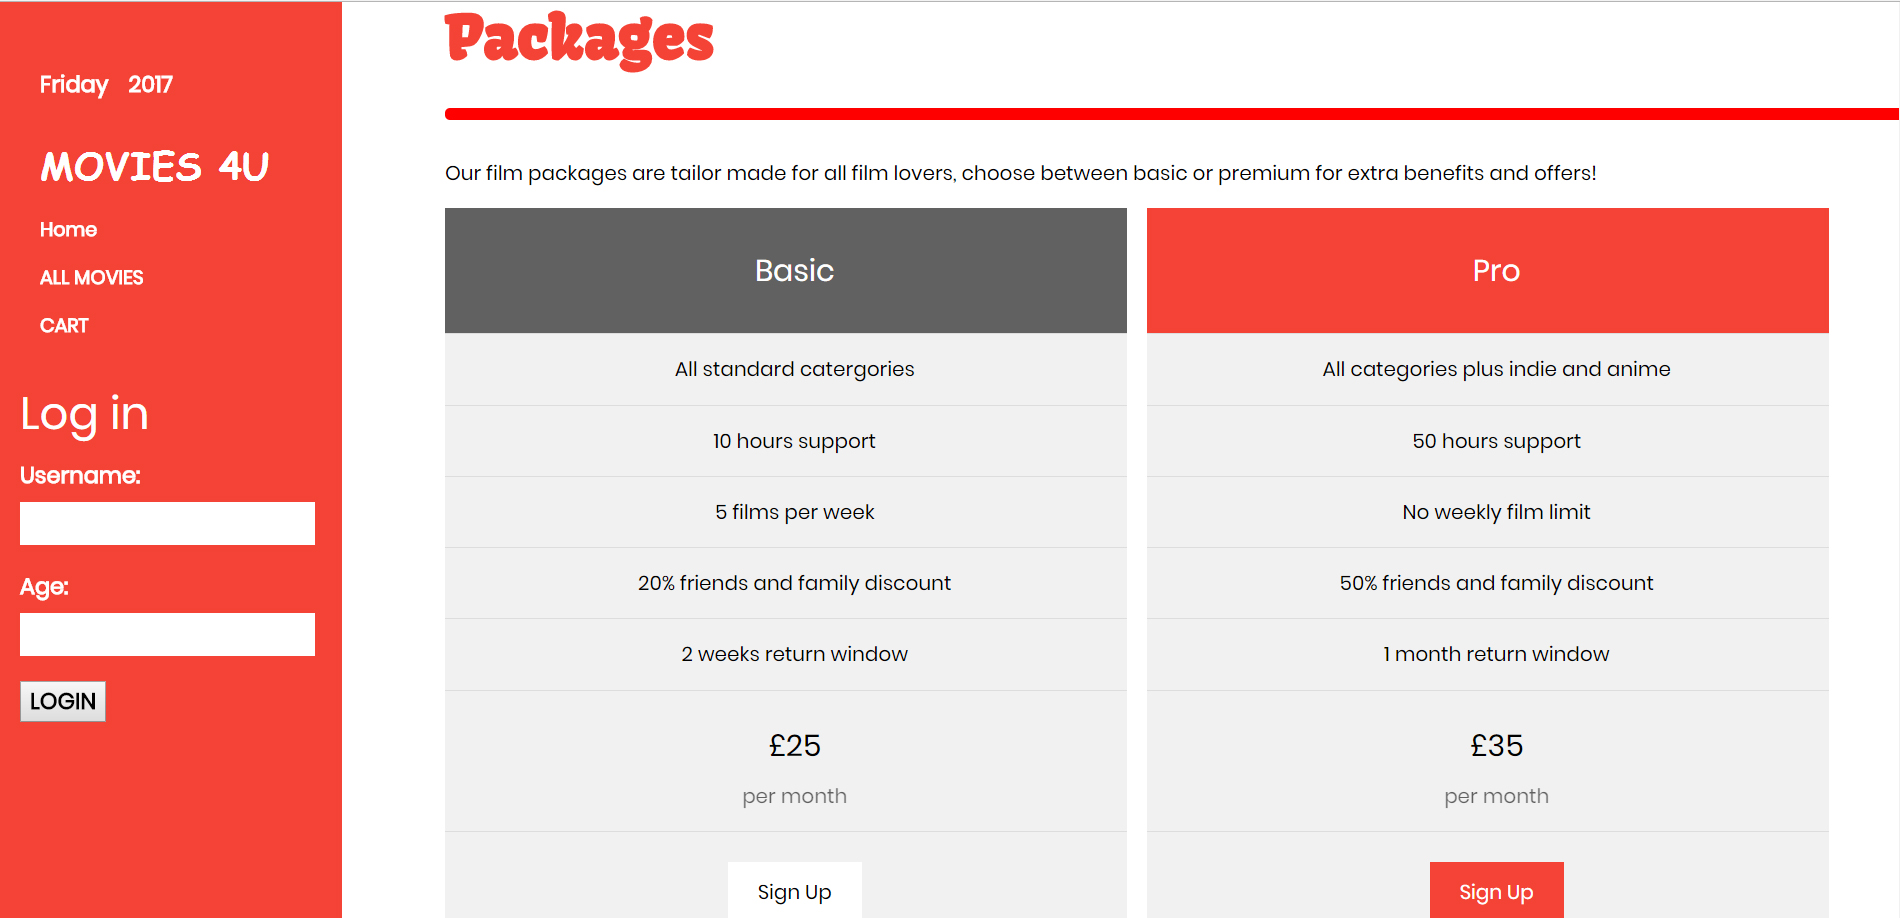 Friday 2017
MOVIES 4U
Home
ALL MOVIES
CART
Log in
Username:
Age:
LOGIN
Packages
Our film packages are tailor made for all film lovers, choose between basic or premium for extra benefits and offers!
Basic
All standard catergories
10 hours support
5 films per week
20% friends and family discount
2 weeks return window
£25
per month
Sign Up
Pro
All categories plus indie and anime
50 hours support
No weekly film limit
50% friends and family discount
1 month return window
£35
per month
Sign Up